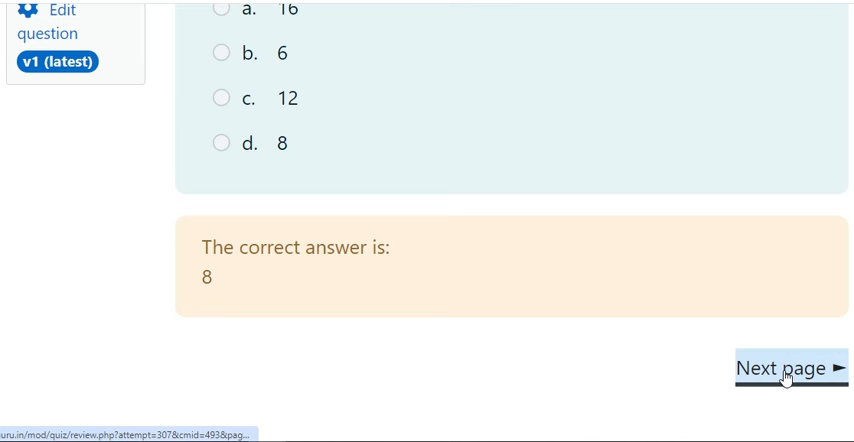 Edit
question
v1 (latest)
a. 16
b. 6
c. 12
d. 8
The correct answer is:
8
Next page ►
uru.in/mod/quiz/review.php?attempt=307&cmid=493&pag...